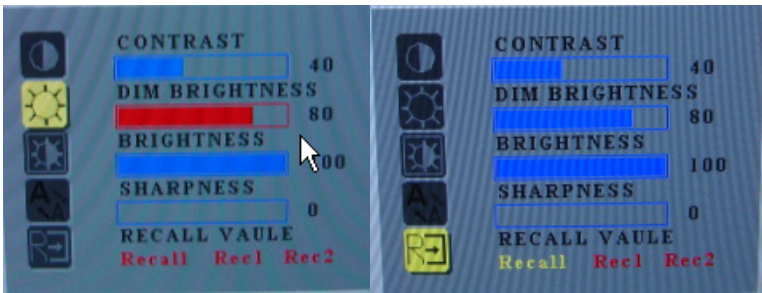 CONTRAST
40
DIM BRIGHTNESS
80
BRIGHTNESS
00
SHARPNESS
0
RECALL VAULE
Recall Rec1 Rec2
CONTRAST
40
DIM BRIGHTNESS
80
BRIGHTNESS
100
SHARPNESS
0
RECALL VAULE
Recall Rec1 Rec2